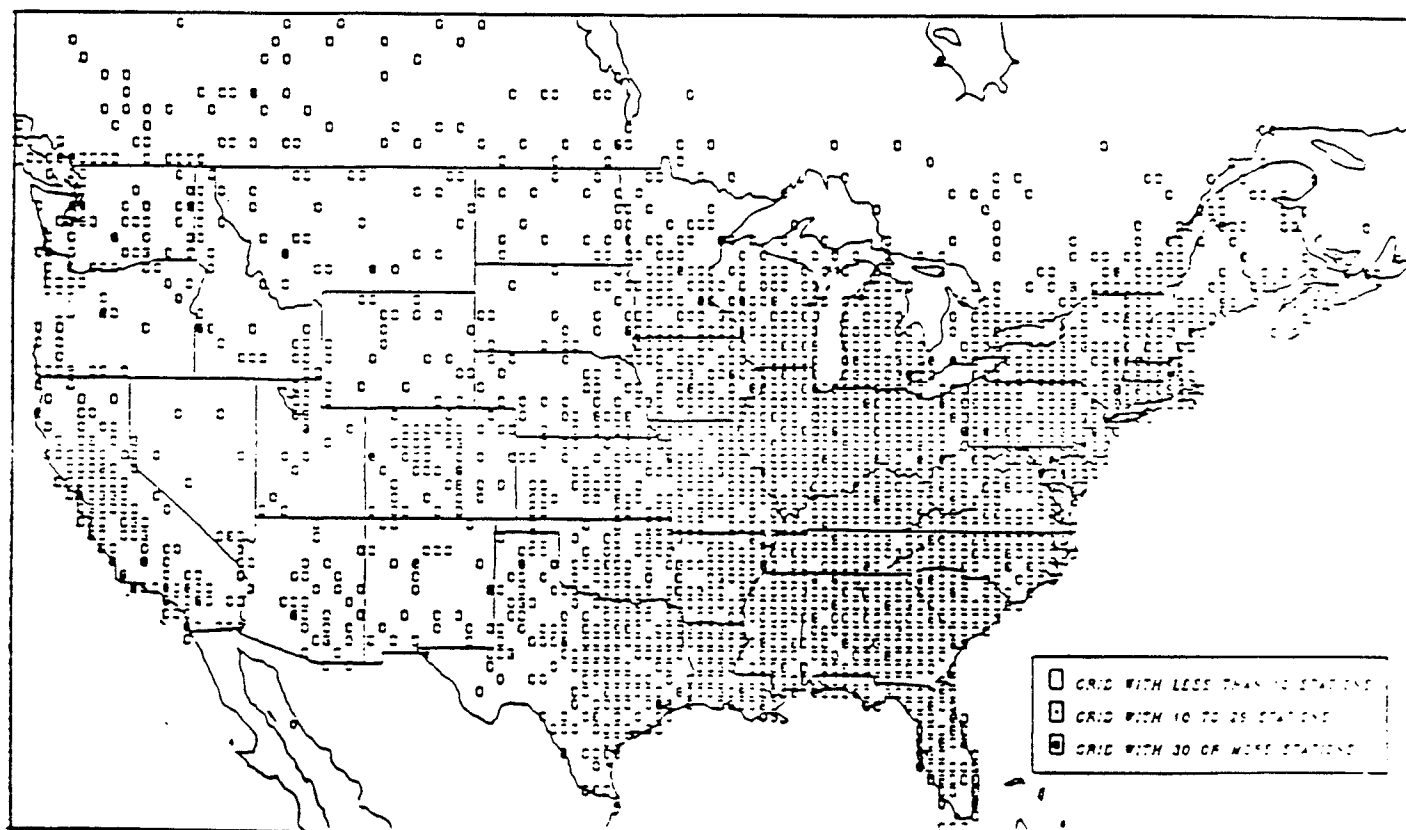 GRID WITH LESS THAN 10 STATIONS
GRID WITH 10 TO 29 STATIONS
GRID WITH 30 OR MORE STATIONS